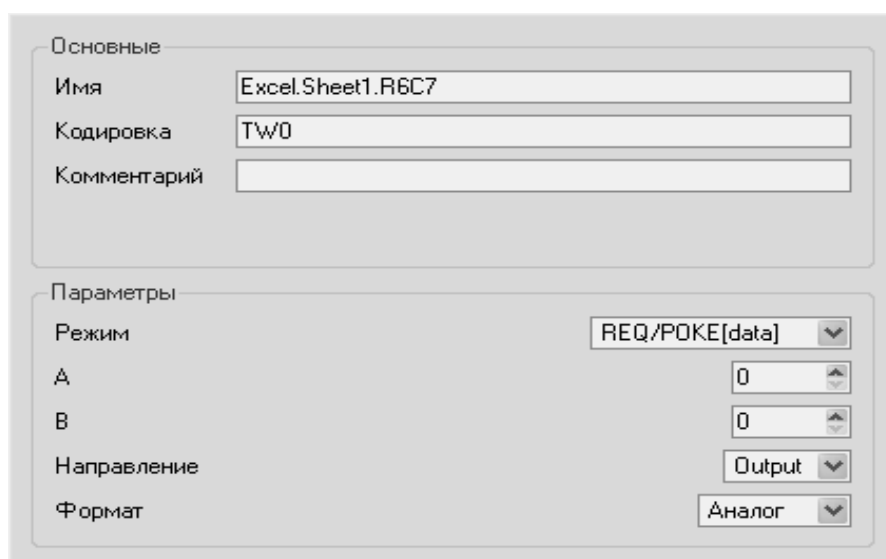 Основные
Имя Excel.Sheet1.R6C7
Кодировка TW0
Комментарий
Параметры
Режим REQ/POKE[data]
A 0
B 0
Направление Output
Формат Аналог